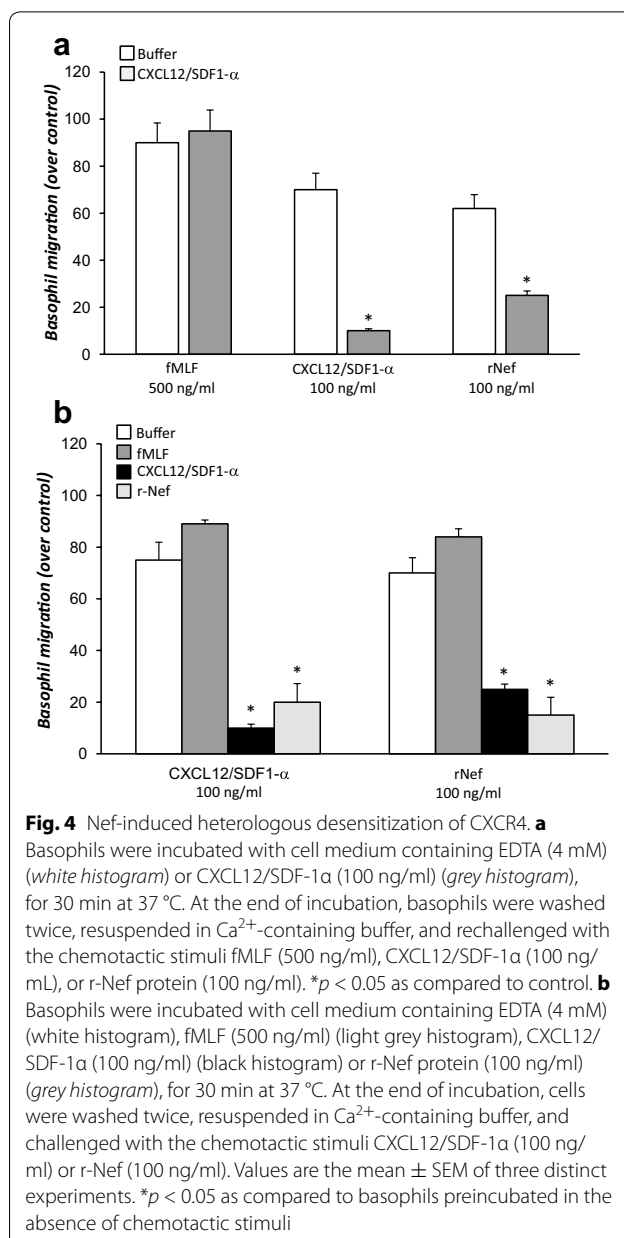 a
Buffer
CXCL12/SDF1-α
120
100
80
60
40
20
0
Basophil migration (over control)
*
*
fMLF
500 ng/ml
CXCL12/SDF1-α
100 ng/ml
rNef
100 ng/ml
b
Buffer
fMLF
CXCL12/SDF1-α
r-Nef
120
100
80
60
40
20
0
Basophil migration (over control)
*
*
*
*
CXCL12/SDF1-α
100 ng/ml
rNef
100 ng/ml
Fig. 4 Nef-induced heterologous desensitization of CXCR4. a
Basophils were incubated with cell medium containing EDTA (4 mM)
(white histogram) or CXCL12/SDF-1α (100 ng/ml) (grey histogram),
for 30 min at 37 °C. At the end of incubation, basophils were washed
twice, resuspended in Ca2+-containing buffer, and rechallenged with
the chemotactic stimuli fMLF (500 ng/ml), CXCL12/SDF-1α (100 ng/
mL), or r-Nef protein (100 ng/ml). *p < 0.05 as compared to control. b
Basophils were incubated with cell medium containing EDTA (4 mM)
(white histogram), fMLF (500 ng/ml) (light grey histogram), CXCL12/
SDF-1α (100 ng/ml) (black histogram) or r-Nef protein (100 ng/ml)
(grey histogram), for 30 min at 37 °C. At the end of incubation, cells
were washed twice, resuspended in Ca2+-containing buffer, and
challenged with the chemotactic stimuli CXCL12/SDF-1α (100 ng/
ml) or r-Nef (100 ng/ml). Values are the mean ± SEM of three distinct
experiments. *p < 0.05 as compared to basophils preincubated in the
absence of chemotactic stimuli